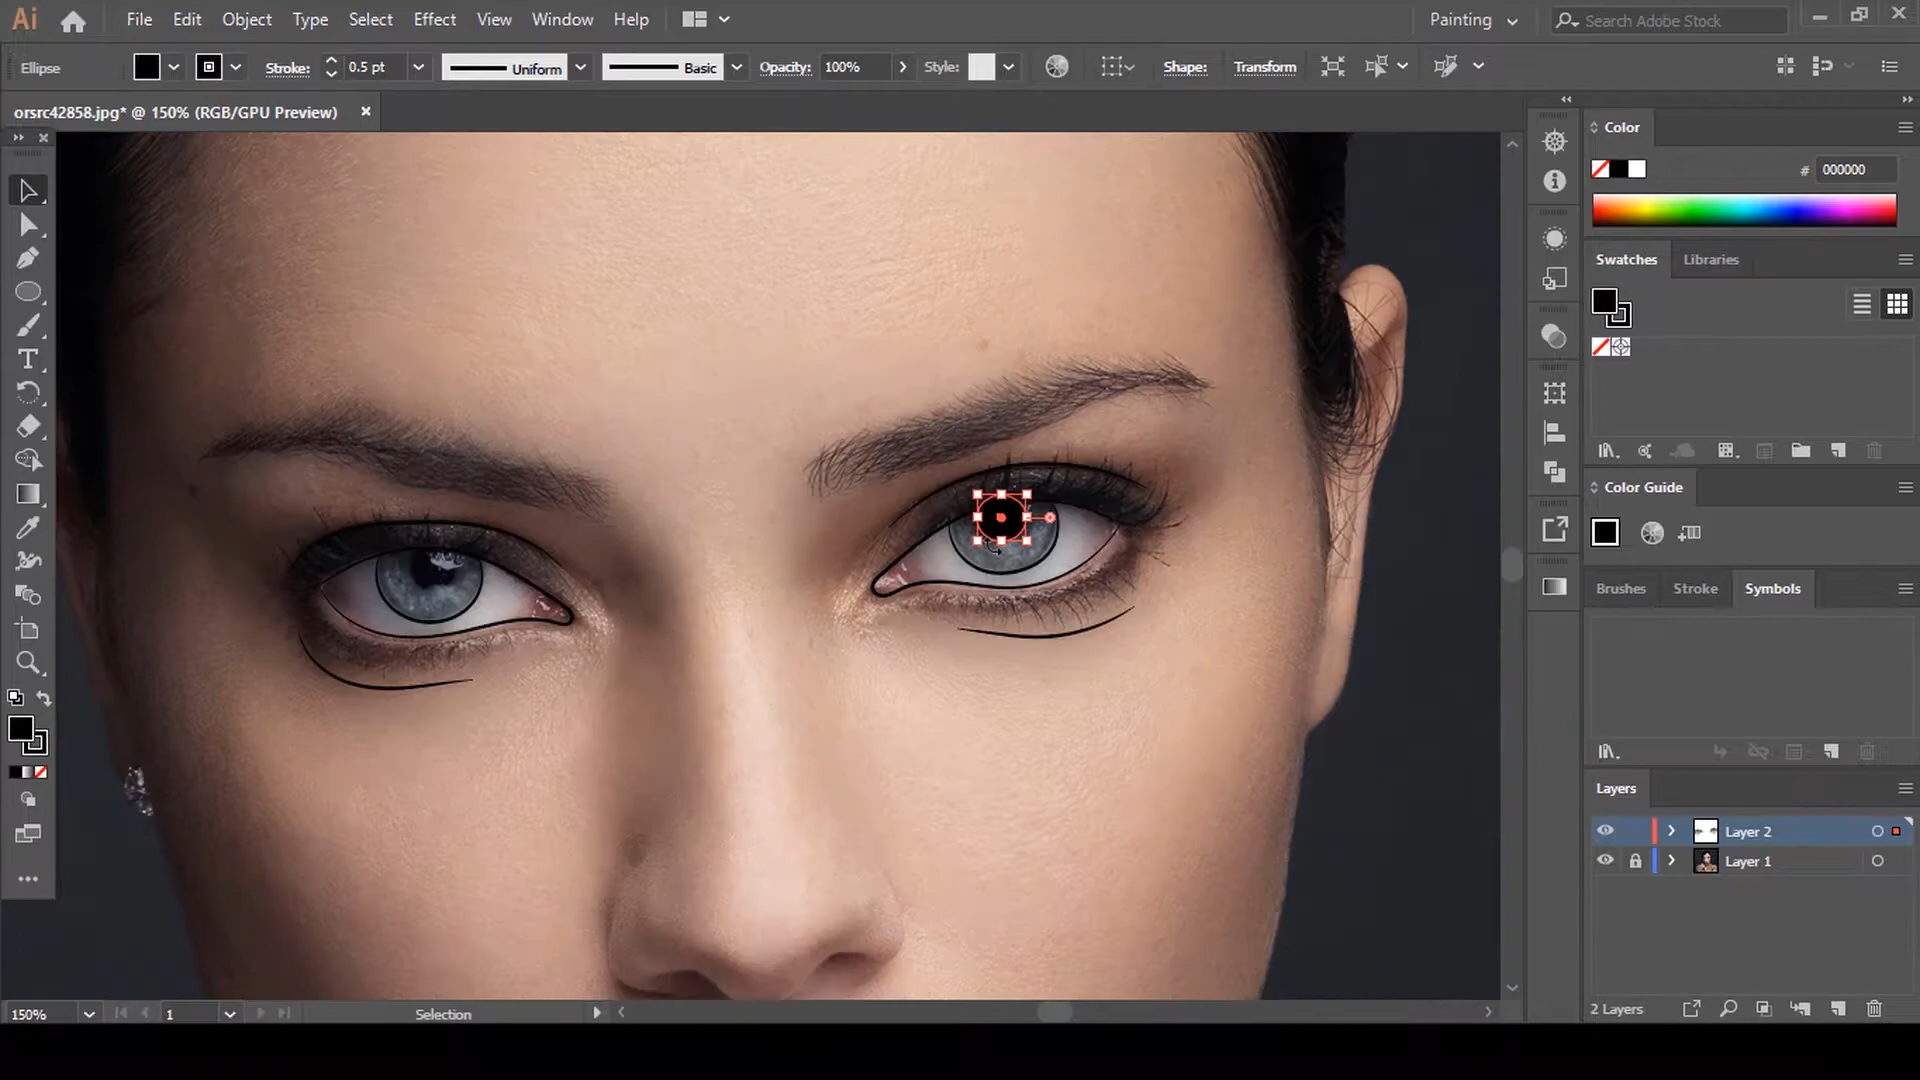 Ai File Edit Object Type Select Effect View Window Help Painting Search Adobe Stock
Ellipse Stroke: 0.5 pt Uniform Basic Opacity: 100% Style: Shape: Transform
orsrc42858.jpg* @ 150% (RGB/GPU Preview)
Color
# 000000
Swatches Libraries
Color Guide
Brushes Stroke Symbols
Layers
Layer 2
Layer 1
2 Layers
150% 1 Selection